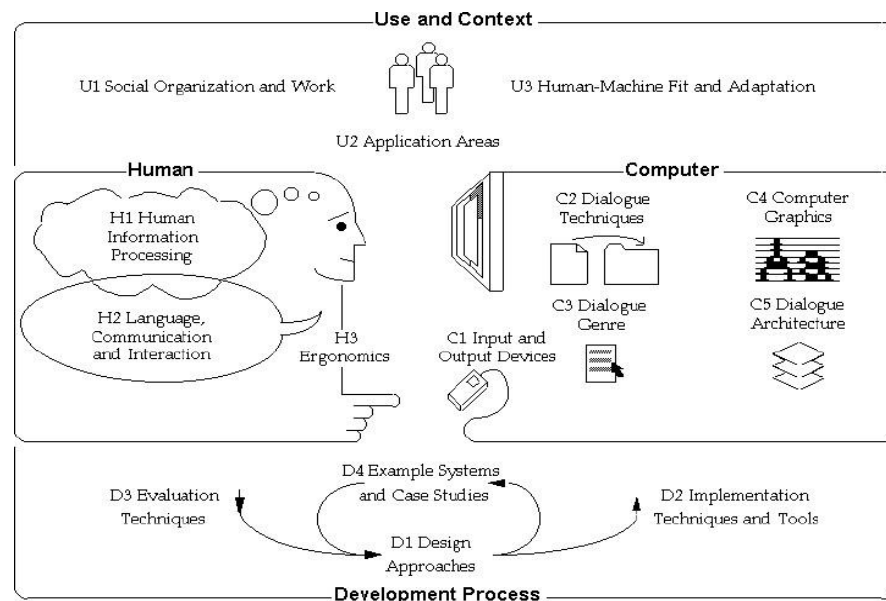 Use and Context
U1 Social Organization and Work
U3 Human-Machine Fit and Adaptation
U2 Application Areas
Human
H1 Human
Information
Processing
H2 Language,
Communication
and Interaction
H3
Ergonomics
Computer
C1 Input and
Output Devices
C2 Dialogue
Techniques
C3 Dialogue
Genre
C4 Computer
Graphics
Aa
C5 Dialogue
Architecture
D3 Evaluation
Techniques
D4 Example Systems
and Case Studies
D1 Design
Approaches
D2 Implementation
Techniques and Tools
Development Process